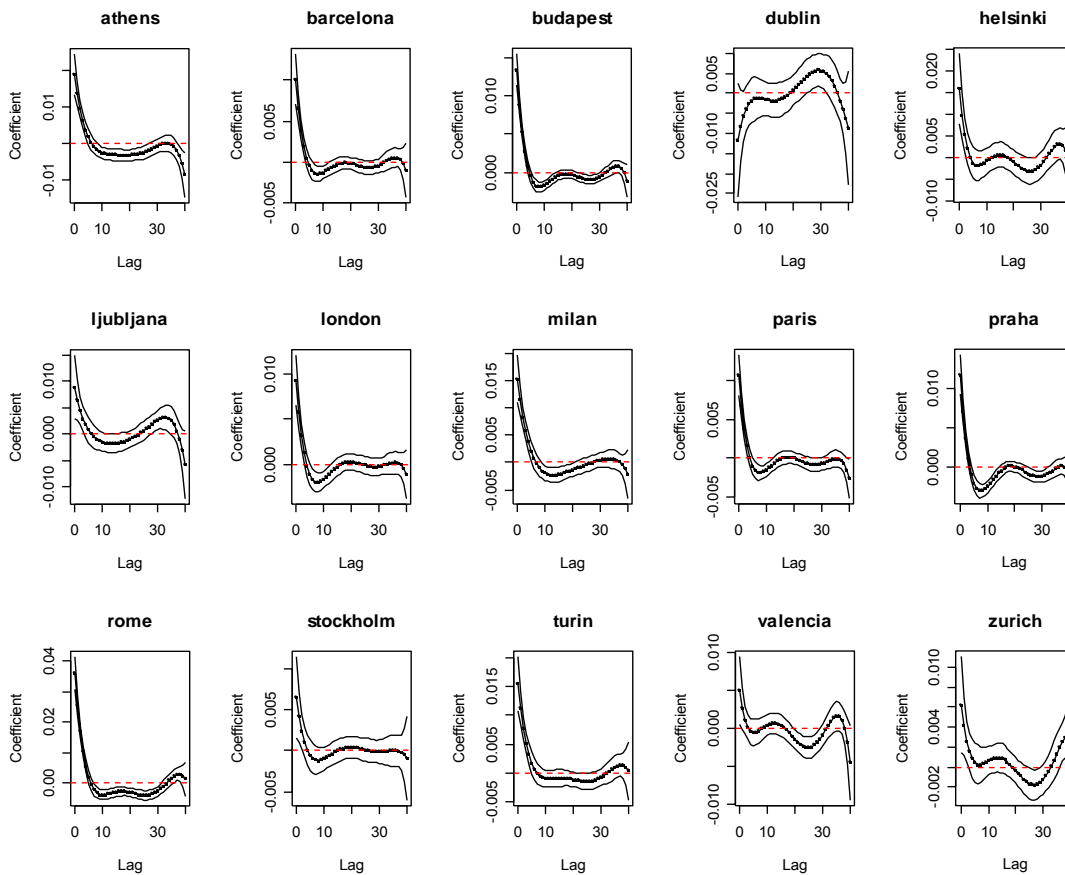 athens
Coefficient
0.01
-0.01
0 10 30
Lag
barcelona
Coefficient
0.005
-0.005
0 10 30
Lag
budapest
Coefficient
0.010
0.000
0 10 30
Lag
dublin
Coefficient
0.005
-0.010
-0.025
0 10 30
Lag
helsinki
Coefficient
0.020
0.005
-0.010
0 10 30
Lag
ljubljana
Coefficient
0.010
0.000
-0.010
0 10 30
Lag
london
Coefficient
0.010
0.000
0 10 30
Lag
milan
Coefficient
0.015
0.005
-0.005
0 10 30
Lag
paris
Coefficient
0.005
-0.005
0 10 30
Lag
praha
Coefficient
0.010
0.000
0 10 30
Lag
rome
Coefficient
0.04
0.02
0.00
0 10 30
Lag
stockholm
Coefficient
0.005
-0.005
0 10 30
Lag
turin
Coefficient
0.015
0.005
-0.005
0 10 30
Lag
valencia
Coefficient
0.010
0.000
-0.010
0 10 30
Lag
zurich
Coefficient
0.010
0.004
-0.002
0 10 30
Lag